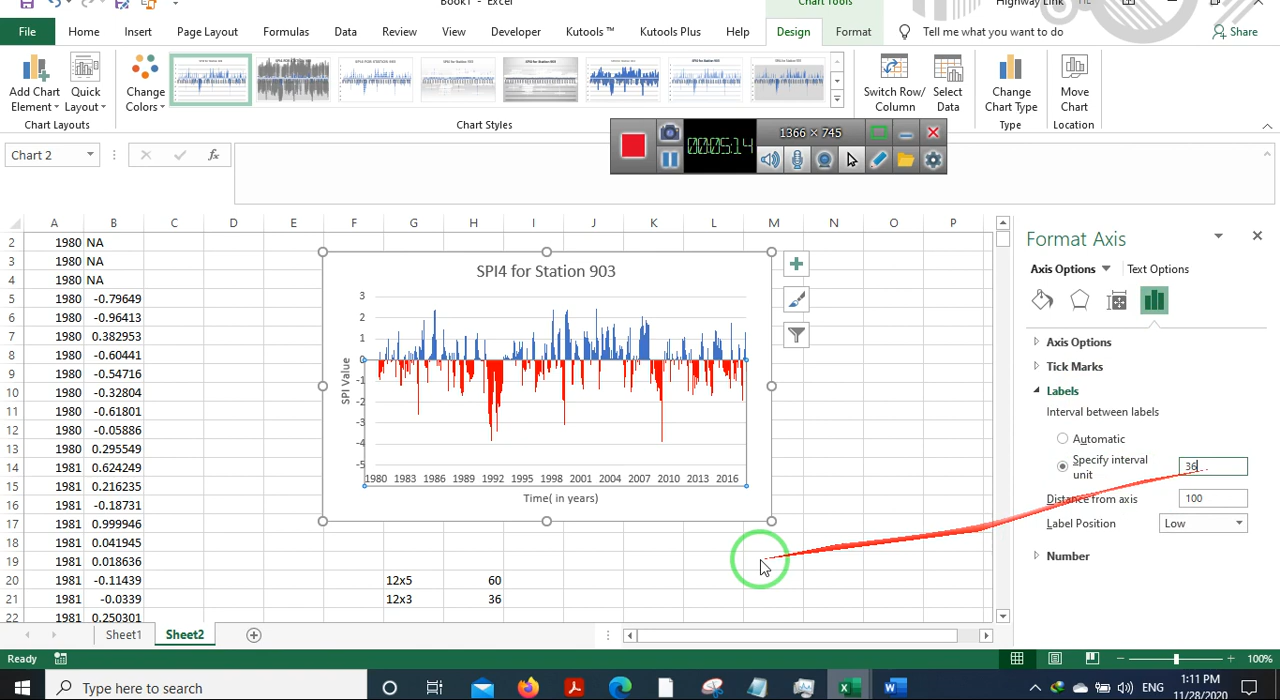 Book1 - Excel
Chart Tools
Highway Link
File Home Insert Page Layout Formulas Data Review View Developer Kutools ™ Kutools Plus Help Design Format Tell me what you want to do Share
Add Chart Element
Quick Layout
Change Colors
Switch Row/ Column
Select Data
Change Chart Type
Move Chart
Chart Layouts
Chart Styles
Data
Type
Location
00:05:14
1366 × 745
Chart 2
fx
A B C D E F G H I J K L M N O P
2 1980 NA
3 1980 NA
4 1980 NA
5 1980 -0.79649
6 1980 -0.96413
7 1980 0.382953
8 1980 -0.60441
9 1980 -0.54716
10 1980 -0.32804
11 1980 -0.61801
12 1980 -0.05886
13 1980 0.295549
14 1981 0.624249
15 1981 0.216235
16 1981 -0.18731
17 1981 0.999946
18 1981 0.041945
19 1981 0.018636
20 1981 -0.11439 12x5 60
21 1981 -0.0339 12x3 36
22 1981 0.250301
SPI4 for Station 903
3
2
1
0
-1
-2
-3
-4
-5
SPI Value
1980 1983 1986 1989 1992 1995 1998 2001 2004 2007 2010 2013 2016
Time( in years)
Format Axis
Axis Options Text Options
Axis Options
Tick Marks
Labels
Interval between labels
Automatic
Specify interval unit 36
Distance from axis 100
Label Position Low
Number
Sheet1 Sheet2
Ready
100%
Type here to search
ENG
1:11 PM
11/28/2020